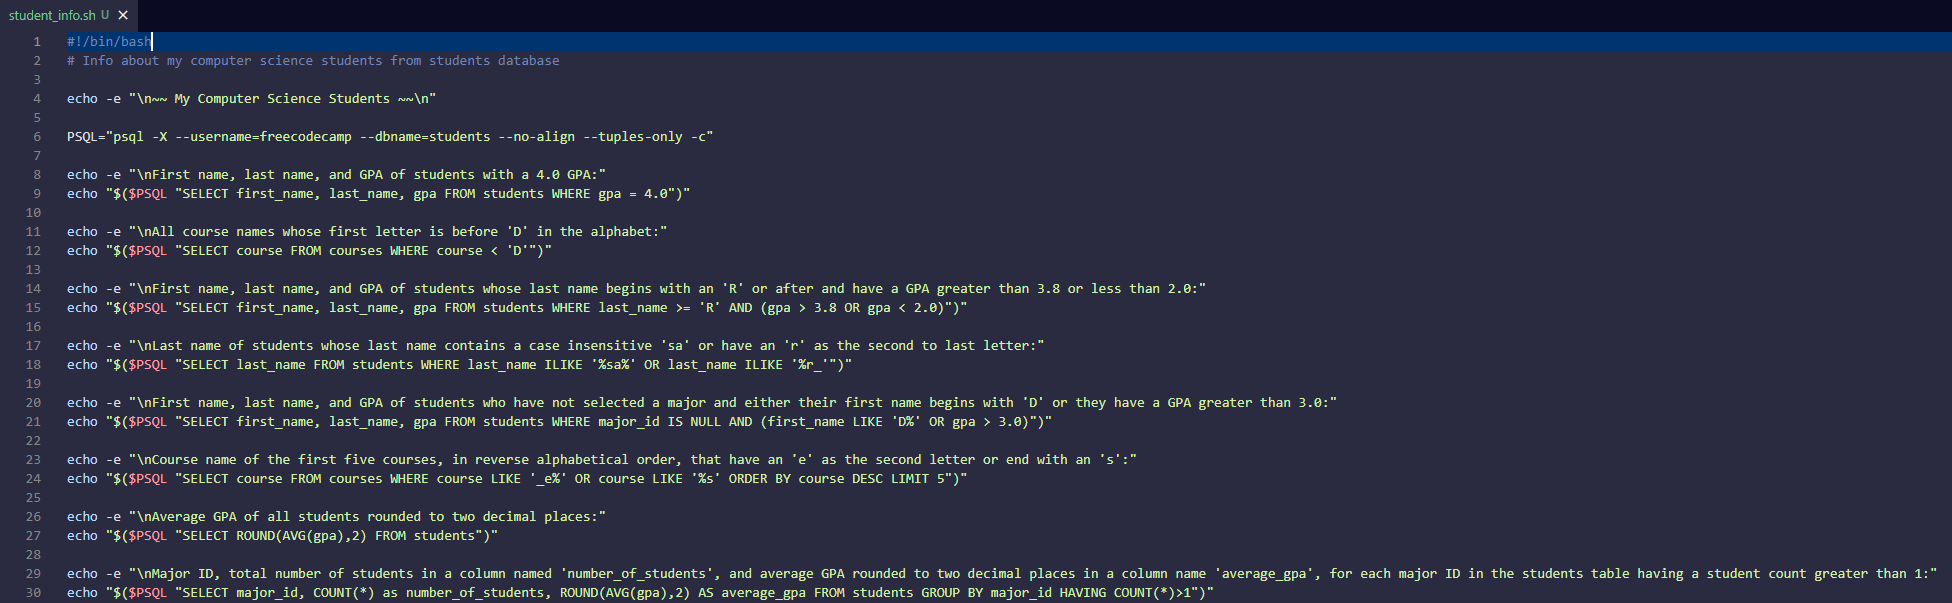 student_info.sh U ✕
1 #!/bin/bash
2 # Info about my computer science students from students database
3
4 echo -e "\n~~ My Computer Science Students ~~\n"
5
6 PSQL="psql -X --username=freecodecamp --dbname=students --no-align --tuples-only -c"
7
8 echo -e "\nFirst name, last name, and GPA of students with a 4.0 GPA:"
9 echo "$($PSQL "SELECT first_name, last_name, gpa FROM students WHERE gpa = 4.0")"
10
11 echo -e "\nAll course names whose first letter is before 'D' in the alphabet:"
12 echo "$($PSQL "SELECT course FROM courses WHERE course < 'D'")"
13
14 echo -e "\nFirst name, last name, and GPA of students whose last name begins with an 'R' or after and have a GPA greater than 3.8 or less than 2.0:"
15 echo "$($PSQL "SELECT first_name, last_name, gpa FROM students WHERE last_name >= 'R' AND (gpa > 3.8 OR gpa < 2.0)")"
16
17 echo -e "\nLast name of students whose last name contains a case insensitive 'sa' or have an 'r' as the second to last letter:"
18 echo "$($PSQL "SELECT last_name FROM students WHERE last_name ILIKE '%sa%' OR last_name ILIKE '%r_'")"
19
20 echo -e "\nFirst name, last name, and GPA of students who have not selected a major and either their first name begins with 'D' or they have a GPA greater than 3.0:"
21 echo "$($PSQL "SELECT first_name, last_name, gpa FROM students WHERE major_id IS NULL AND (first_name LIKE 'D%' OR gpa > 3.0)")"
22
23 echo -e "\nCourse name of the first five courses, in reverse alphabetical order, that have an 'e' as the second letter or end with an 's':"
24 echo "$($PSQL "SELECT course FROM courses WHERE course LIKE '_e%' OR course LIKE '%s' ORDER BY course DESC LIMIT 5")"
25
26 echo -e "\nAverage GPA of all students rounded to two decimal places:"
27 echo "$($PSQL "SELECT ROUND(AVG(gpa),2) FROM students")"
28
29 echo -e "\nMajor ID, total number of students in a column named 'number_of_students', and average GPA rounded to two decimal places in a column name 'average_gpa', for each major ID in the students table having a student count greater than 1:"
30 echo "$($PSQL "SELECT major_id, COUNT(*) as number_of_students, ROUND(AVG(gpa),2) AS average_gpa FROM students GROUP BY major_id HAVING COUNT(*)>1")"